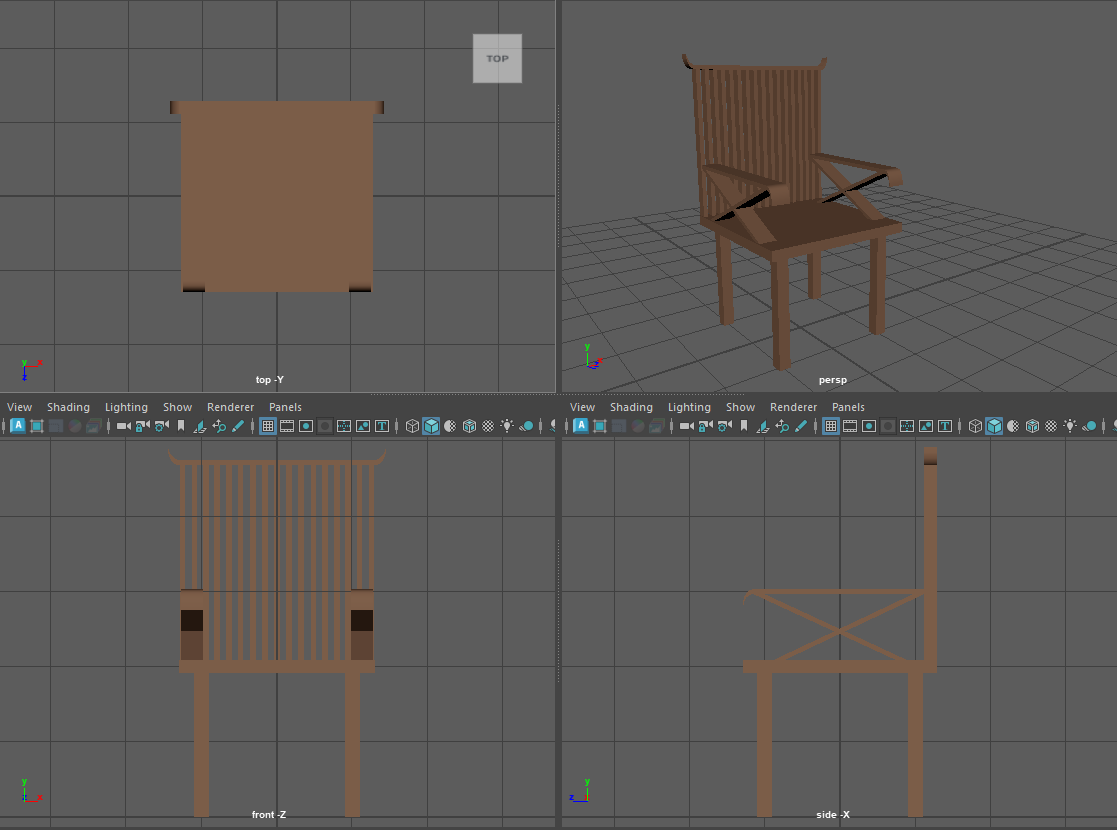 TOP
y x
z
top -Y
y
x
z
persp
View Shading Lighting Show Renderer Panels
View Shading Lighting Show Renderer Panels
A T
A T
y
x
front -Z
y
z
side -X